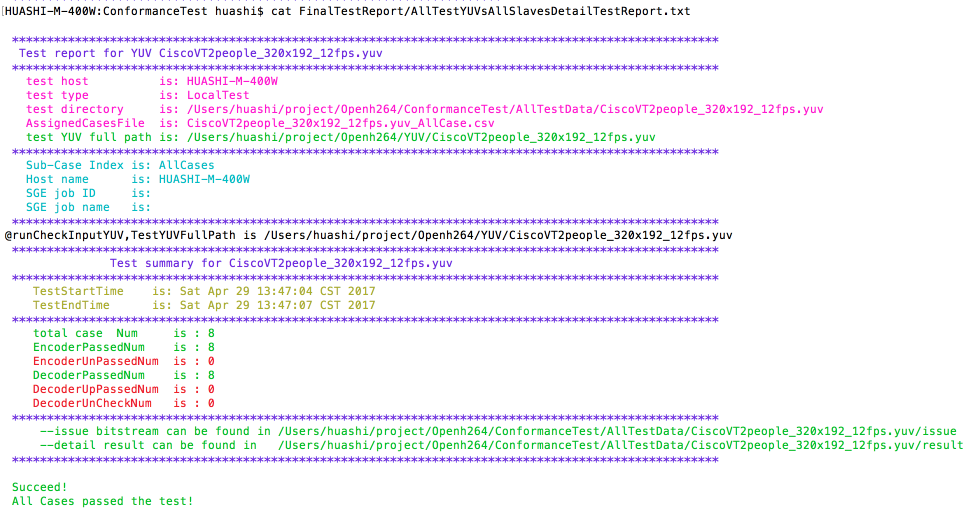 HUASHI-M-400W:ConformanceTest huashi$ cat FinalTestReport/AllTestYUVsAllSlavesDetailTestReport.txt
*****************************************************************************************************
Test report for YUV CiscoVT2people_320x192_12fps.yuv
*****************************************************************************************************
test host          is: HUASHI-M-400W
test type          is: LocalTest
test directory     is: /Users/huashi/project/Openh264/ConformanceTest/AllTestData/CiscoVT2people_320x192_12fps.yuv
AssignedCasesFile  is: CiscoVT2people_320x192_12fps.yuv_AllCase.csv
test YUV full path is: /Users/huashi/project/Openh264/YUV/CiscoVT2people_320x192_12fps.yuv
*****************************************************************************************************
Sub-Case Index is: AllCases
Host name      is: HUASHI-M-400W
SGE job ID     is:
SGE job name   is:
*****************************************************************************************************
@runCheckInputYUV,TestYUVFullPath is /Users/huashi/project/Openh264/YUV/CiscoVT2people_320x192_12fps.yuv
*****************************************************************************************************
Test summary for CiscoVT2people_320x192_12fps.yuv
*****************************************************************************************************
TestStartTime    is: Sat Apr 29 13:47:04 CST 2017
TestEndTime      is: Sat Apr 29 13:47:07 CST 2017
*****************************************************************************************************
total case  Num     is : 8
EncoderPassedNum    is : 8
EncoderUnPassedNum  is : 0
DecoderPassedNum    is : 8
DecoderUpPassedNum  is : 0
DecoderUnCheckNum   is : 0
*****************************************************************************************************
--issue bitstream can be found in /Users/huashi/project/Openh264/ConformanceTest/AllTestData/CiscoVT2people_320x192_12fps.yuv/issue
--detail result can be found in   /Users/huashi/project/Openh264/ConformanceTest/AllTestData/CiscoVT2people_320x192_12fps.yuv/result
*****************************************************************************************************
Succeed!
All Cases passed the test!